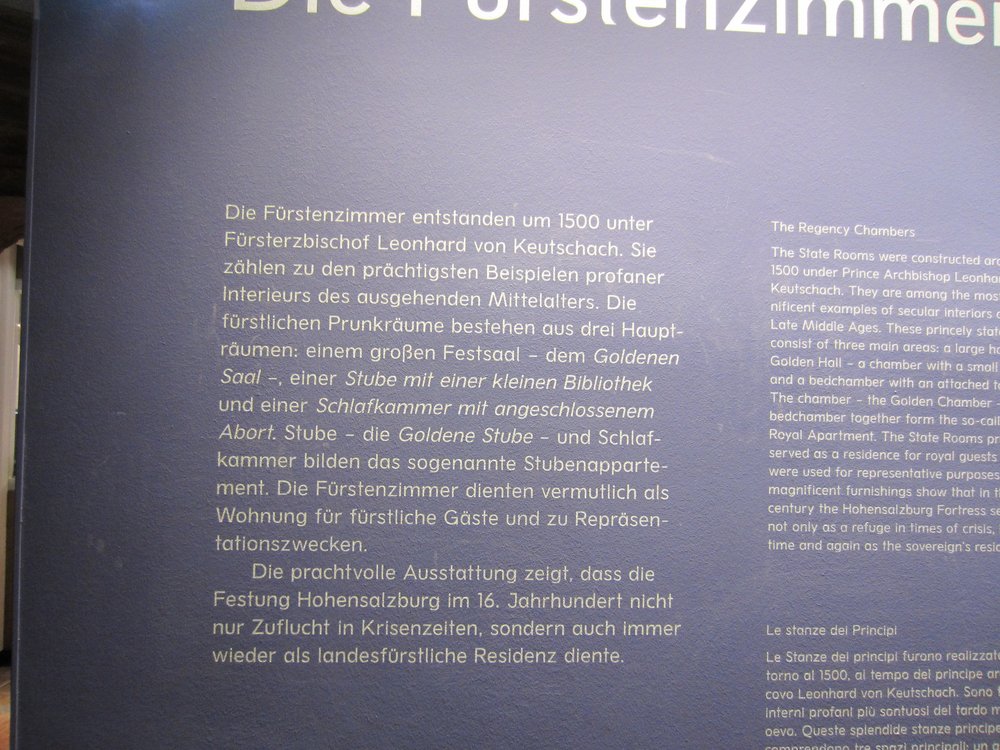 Die Fürstenzimmer
Die Fürstenzimmer entstanden um 1500 unter
Fürsterzbischof Leonhard von Keutschach. Sie
zählen zu den prächtigsten Beispielen profaner
Interieurs des ausgehenden Mittelalters. Die
fürstlichen Prunkräume bestehen aus drei Haupt-
räumen: einem großen Festsaal – dem Goldenen
Saal –, einer Stube mit einer kleinen Bibliothek
und einer Schlafkammer mit angeschlossenem
Abort. Stube – die Goldene Stube – und Schlaf-
kammer bilden das sogenannte Stubenapparte-
ment. Die Fürstenzimmer dienten vermutlich als
Wohnung für fürstliche Gäste und zu Repräsen-
tationszwecken.
Die prachtvolle Ausstattung zeigt, dass die
Festung Hohensalzburg im 16. Jahrhundert nicht
nur Zuflucht in Krisenzeiten, sondern auch immer
wieder als landesfürstliche Residenz diente.
The Regency Chambers
The State Rooms were constructed
1500 under Prince Archbishop
Keutschach. They are among the most
nificent examples of secular interiors
Late Middle Ages. These princely
consist of three main areas: a large
Golden Hall – a chamber with a small
and a bedchamber with an attached
The chamber – the Golden Chamber –
bedchamber together form the
Royal Apartment. The State Rooms
served as a residence for royal guests
were used for representative purposes
magnificent furnishings show that in
century the Hohensalzburg Fortress
not only as a refuge in times of crisis,
time and again as the sovereign's
Le stanze dei Principi
Le Stanze dei principi furono
torno al 1500, al tempo del principe
covo Leonhard von Keutschach. Sono
interni profani più sontuosi del tardo
oevo. Queste splendide stanze
comprendono tre spazi principali: un